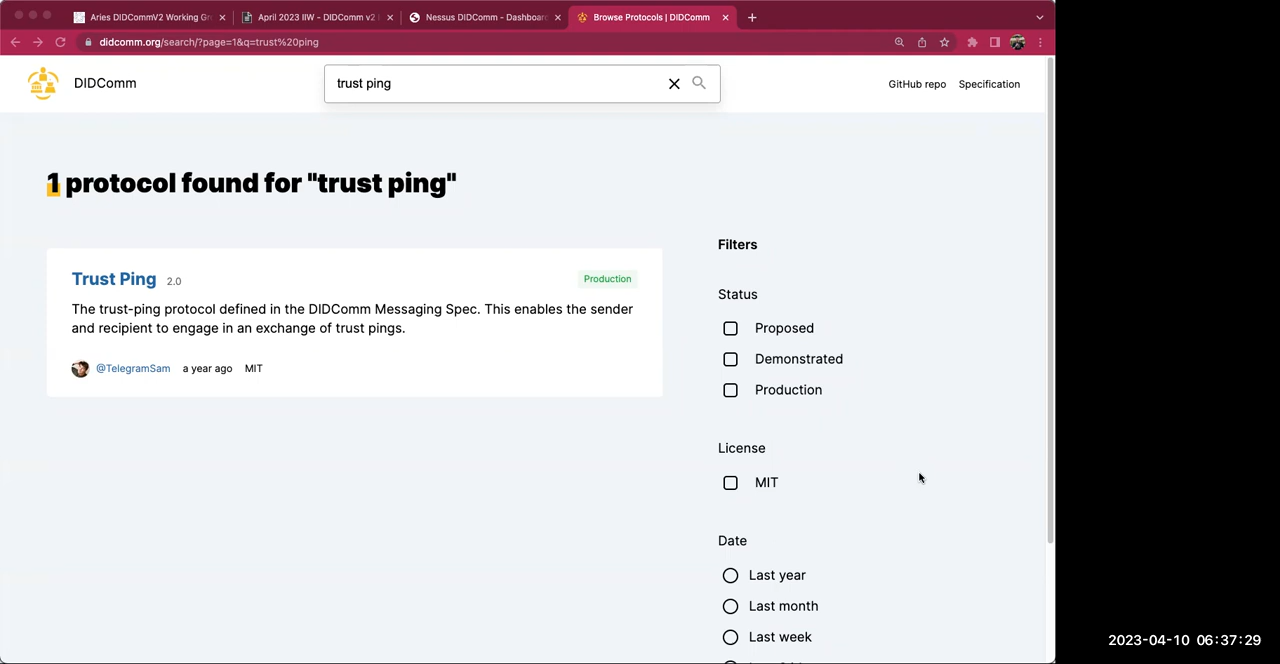 Aries DIDCommV2 Working Gr
April 2023 IIW - DIDComm v2
Nessus DIDComm - Dashboar
Browse Protocols | DIDComm
didcomm.org/search/?page=1&q=trust%20ping
DIDComm
trust ping
GitHub repo
Specification
1 protocol found for "trust ping"
Filters
Trust Ping 2.0
Production
The trust-ping protocol defined in the DIDComm Messaging Spec. This enables the sender
and recipient to engage in an exchange of trust pings.
@TelegramSam a year ago MIT
Status
Proposed
Demonstrated
Production
License
MIT
Date
Last year
Last month
Last week
2023-04-10 06:37:29